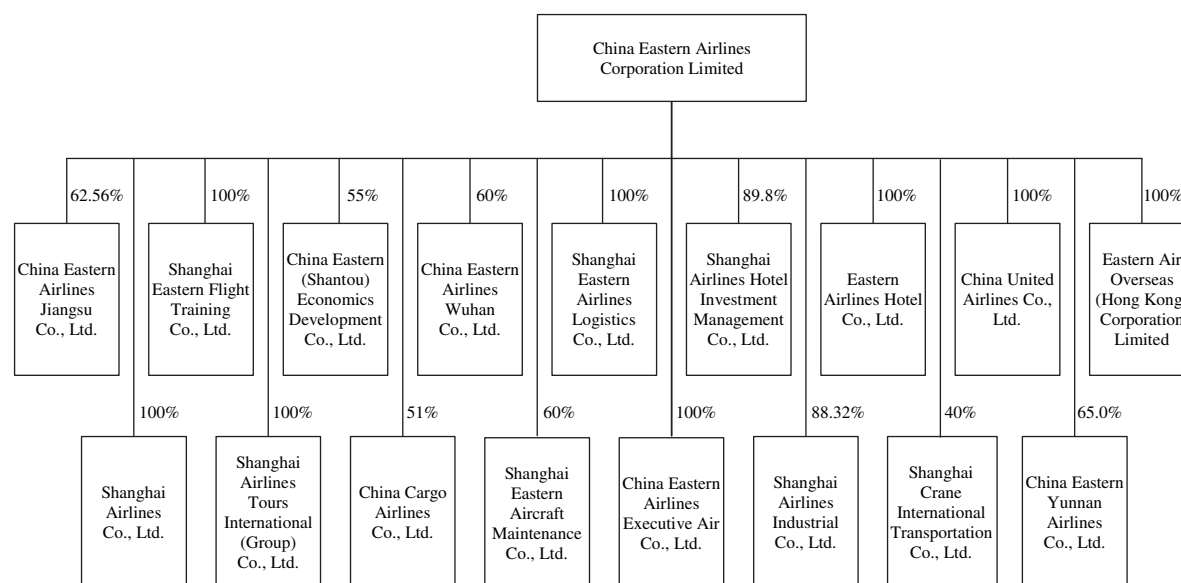 China Eastern Airlines
Corporation Limited
62.56%
100%
55%
60%
100%
89.8%
100%
100%
100%
China Eastern
Airlines
Jiangsu
Co., Ltd.
Shanghai
Eastern Flight
Training
Co., Ltd.
China Eastern
(Shantou)
Economics
Development
Co., Ltd.
China Eastern
Airlines
Wuhan
Co., Ltd.
Shanghai
Eastern
Airlines
Logistics
Co., Ltd.
Shanghai
Airlines Hotel
Investment
Management
Co., Ltd.
Eastern
Airlines Hotel
Co., Ltd.
China United
Airlines Co.,
Ltd.
Eastern Air
Overseas
(Hong Kong
Corporation
Limited
100%
100%
51%
60%
100%
88.32%
40%
65.0%
Shanghai
Airlines
Co., Ltd.
Shanghai
Airlines
Tours
International
(Group)
Co., Ltd.
China Cargo
Airlines
Co., Ltd.
Shanghai
Eastern
Aircraft
Maintenance
Co., Ltd.
China Eastern
Airlines
Executive Air
Co., Ltd.
Shanghai
Airlines
Industrial
Co., Ltd.
Shanghai
Crane
International
Transportation
Co., Ltd.
China Eastern
Yunnan
Airlines
Co., Ltd.